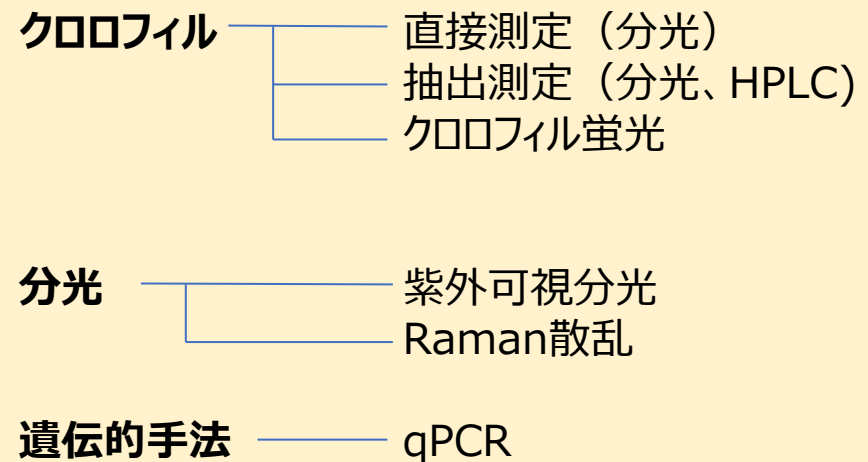 クロロフィル 直接測定（分光）
抽出測定（分光、HPLC)
クロロフィル蛍光
分光 紫外可視分光
Raman散乱
遺伝的手法 qPCR